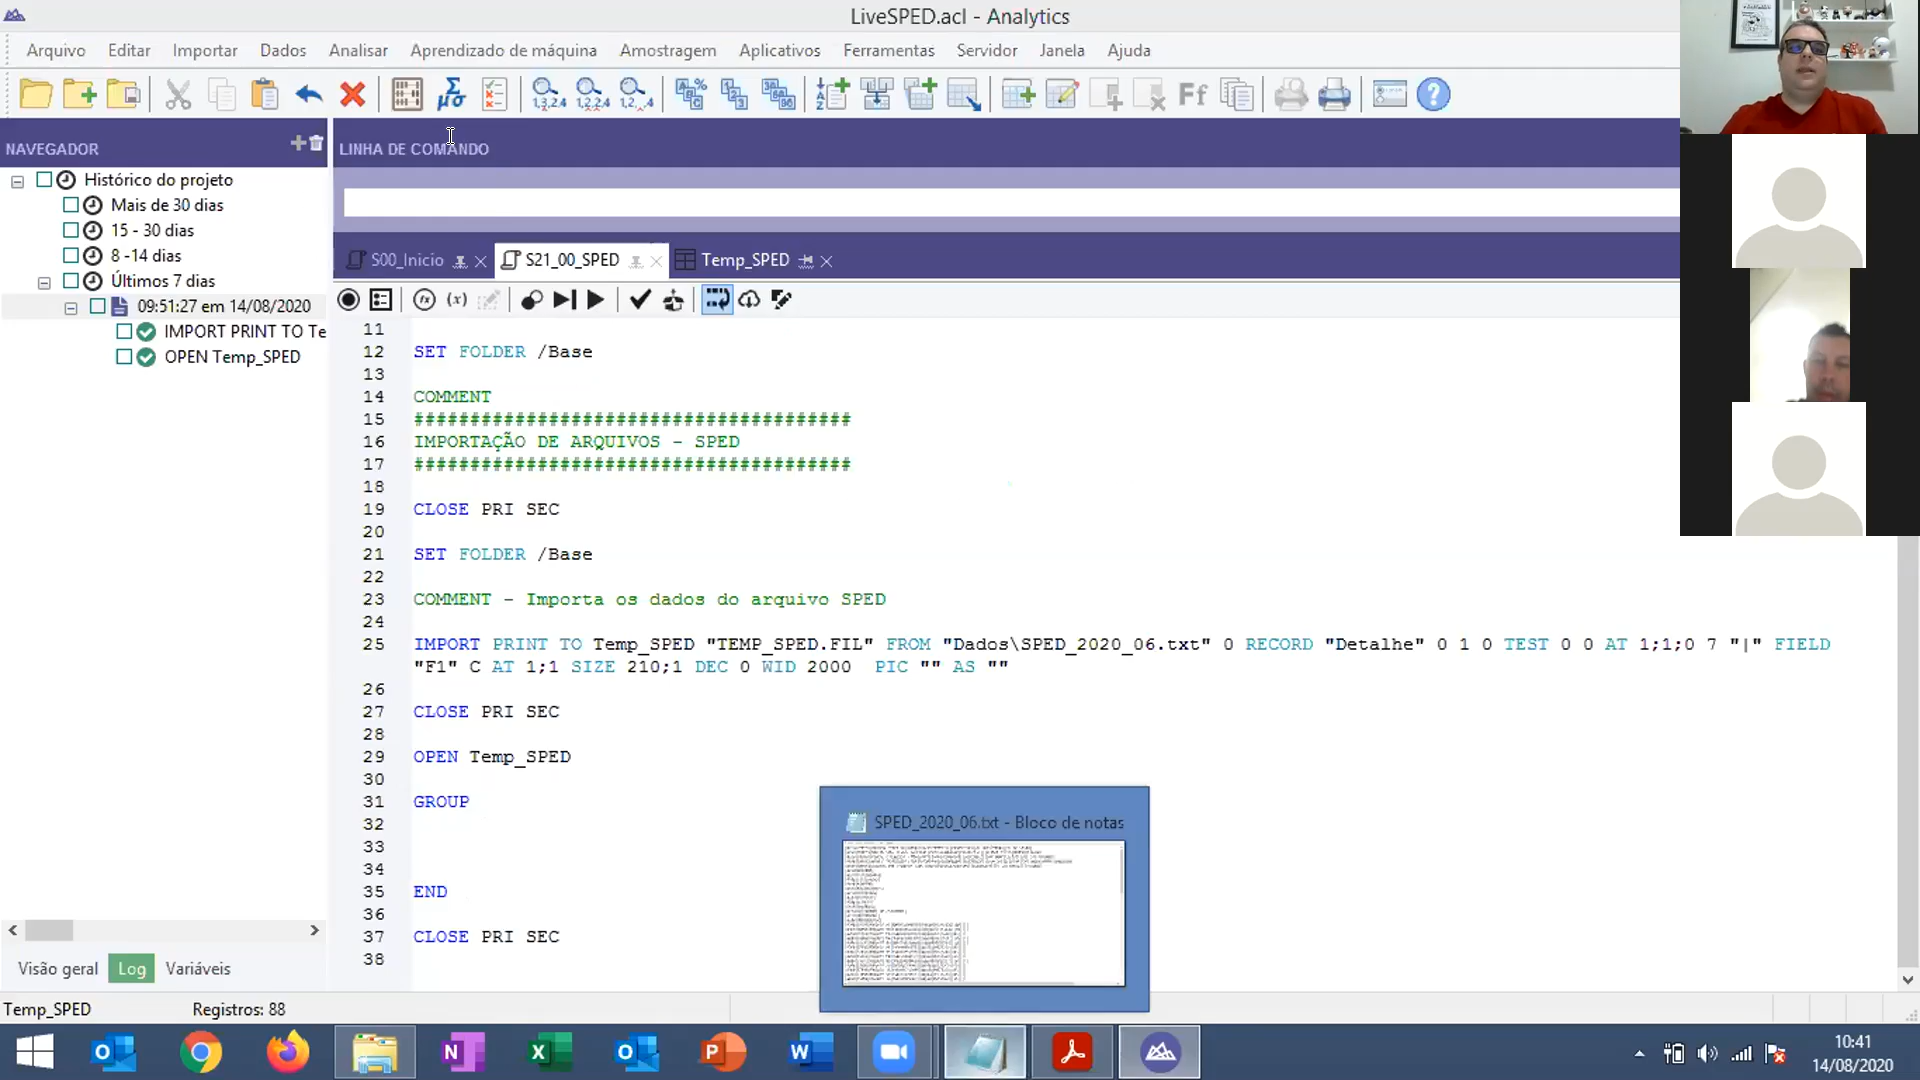 LiveSPED.acl - Analytics
Arquivo Editar Importar Dados Analisar Aprendizado de máquina Amostragem Aplicativos Ferramentas Servidor Janela Ajuda
NAVEGADOR
LINHA DE COMANDO
Histórico do projeto
Mais de 30 dias
15 - 30 dias
8 -14 dias
Últimos 7 dias
09:51:27 em 14/08/2020
IMPORT PRINT TO Te
OPEN Temp_SPED
S00_Inicio S21_00_SPED Temp_SPED
11
12 SET FOLDER /Base
13
14 COMMENT
15 #######################################
16 IMPORTAÇÃO DE ARQUIVOS - SPED
17 #######################################
18
19 CLOSE PRI SEC
20
21 SET FOLDER /Base
22
23 COMMENT - Importa os dados do arquivo SPED
24
25 IMPORT PRINT TO Temp_SPED "TEMP_SPED.FIL" FROM "Dados\SPED_2020_06.txt" 0 RECORD "Detalhe" 0 1 0 TEST 0 0 AT 1;1;0 7 "|" FIELD
"F1" C AT 1;1 SIZE 210;1 DEC 0 WID 2000 PIC "" AS ""
26
27 CLOSE PRI SEC
28
29 OPEN Temp_SPED
30
31 GROUP
32
33
34
35 END
36
37 CLOSE PRI SEC
38
SPED_2020_06.txt - Bloco de notas
Visão geral Log Variáveis
Temp_SPED Registros: 88
10:41
14/08/2020